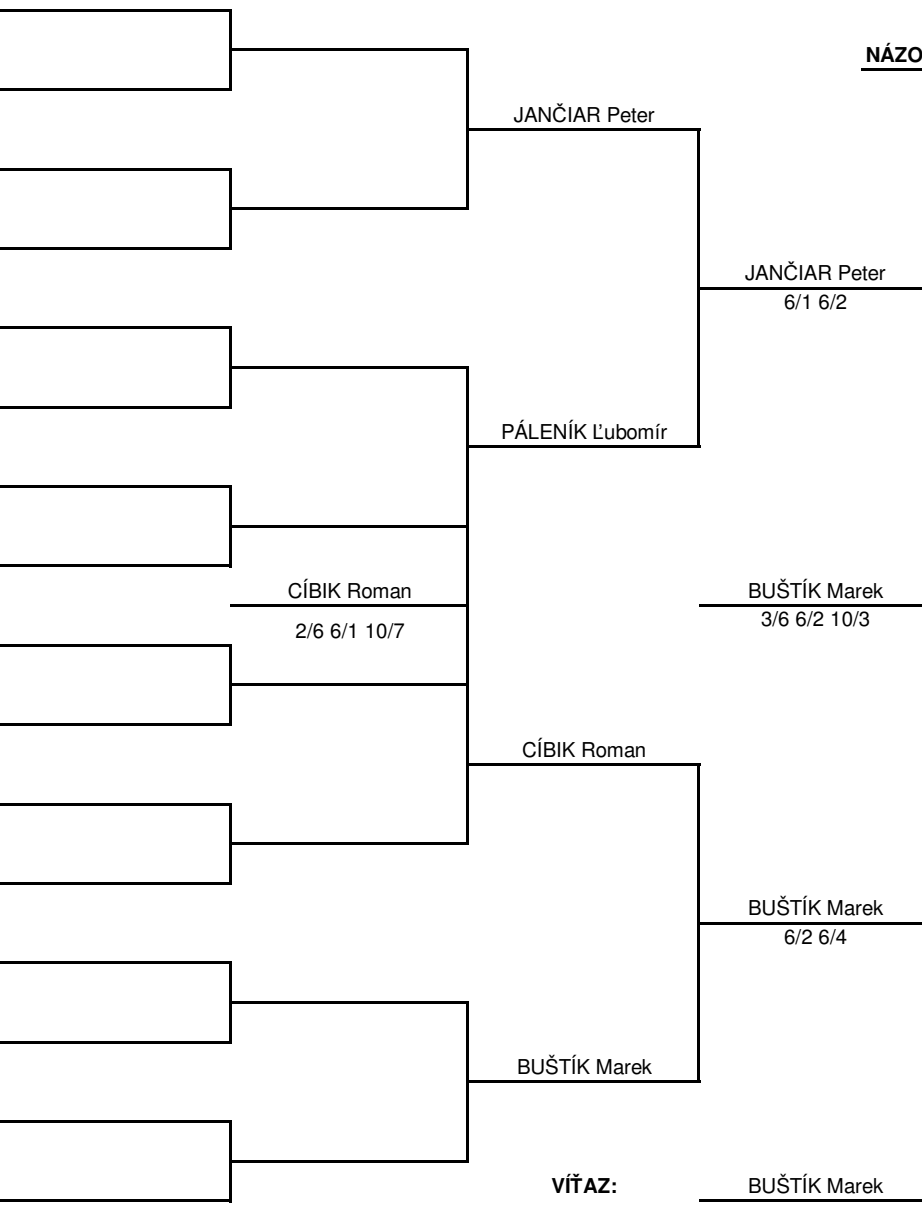 NÁZO
JANČIAR Peter
JANČIAR Peter
6/1 6/2
PÁLENÍK Ľubomír
CÍBIK Roman
2/6 6/1 10/7
BUŠTÍK Marek
3/6 6/2 10/3
CÍBIK Roman
BUŠTÍK Marek
6/2 6/4
BUŠTÍK Marek
VÍŤAZ: BUŠTÍK Marek